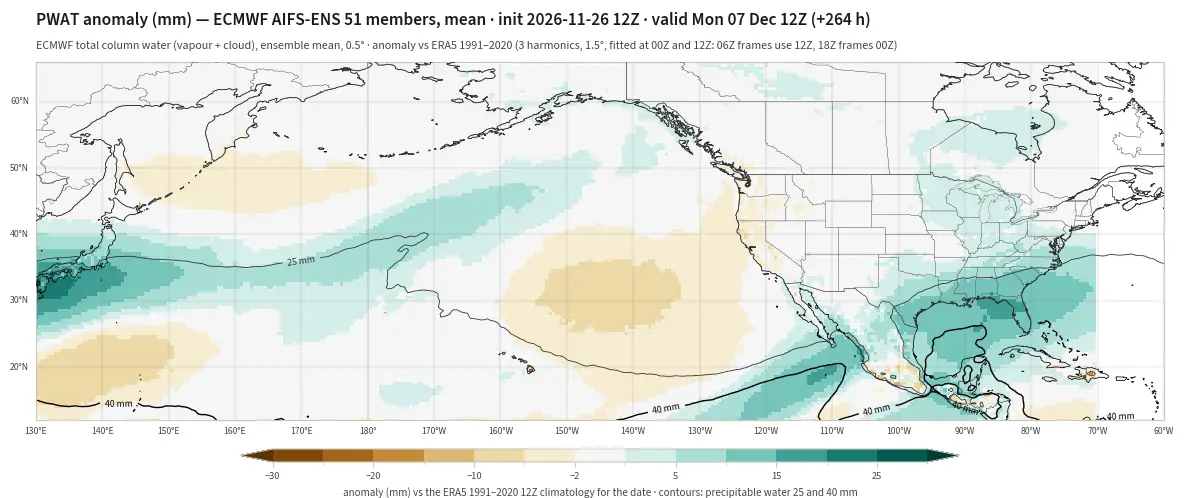 PWAT anomaly (mm) — ECMWF AIFS-ENS 51 members, mean · init 2026-11-26 12Z · valid Mon 07 Dec 12Z (+264 h)
ECMWF total column water (vapour + cloud), ensemble mean, 0.5° · anomaly vs ERA5 1991–2020 (3 harmonics, 1.5°, fitted at 00Z and 12Z: 06Z frames use 12Z, 18Z frames 00Z)
60°N
50°N
40°N
30°N
20°N
25 mm
40 mm
40 mm
40 mm
40 mm
40 mm
130°E 140°E 150°E 160°E 170°E 180° 170°W 160°W 150°W 140°W 130°W 120°W 110°W 100°W 90°W 80°W 70°W 60°W
−30 −20 −10 −2 5 15 25
anomaly (mm) vs the ERA5 1991–2020 12Z climatology for the date · contours: precipitable water 25 and 40 mm